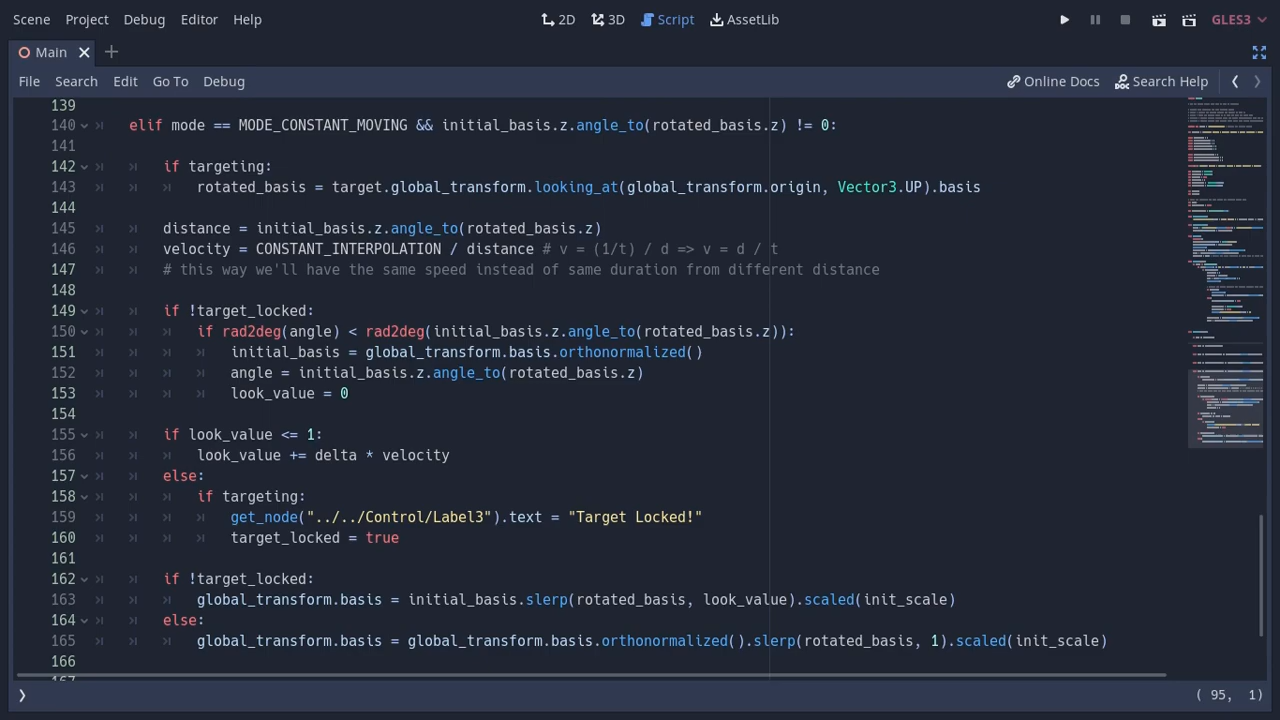 Scene Project Debug Editor Help 2D 3D Script AssetLib GLES3
Main
File Search Edit Go To Debug Online Docs Search Help
139
140 elif mode == MODE_CONSTANT_MOVING && initial_basis.z.angle_to(rotated_basis.z) != 0:
141
142 if targeting:
143 rotated_basis = target.global_transform.looking_at(global_transform.origin, Vector3.UP).basis
144
145 distance = initial_basis.z.angle_to(rotated_basis.z)
146 velocity = CONSTANT_INTERPOLATION / distance # v = (1/t) / d => v = d / t
147 # this way we'll have the same speed instead of same duration from different distance
148
149 if !target_locked:
150 if rad2deg(angle) < rad2deg(initial_basis.z.angle_to(rotated_basis.z)):
151 initial_basis = global_transform.basis.orthonormalized()
152 angle = initial_basis.z.angle_to(rotated_basis.z)
153 look_value = 0
154
155 if look_value <= 1:
156 look_value += delta * velocity
157 else:
158 if targeting:
159 get_node("../../Control/Label3").text = "Target Locked!"
160 target_locked = true
161
162 if !target_locked:
163 global_transform.basis = initial_basis.slerp(rotated_basis, look_value).scaled(init_scale)
164 else:
165 global_transform.basis = global_transform.basis.orthonormalized().slerp(rotated_basis, 1).scaled(init_scale)
166
167
( 95, 1)